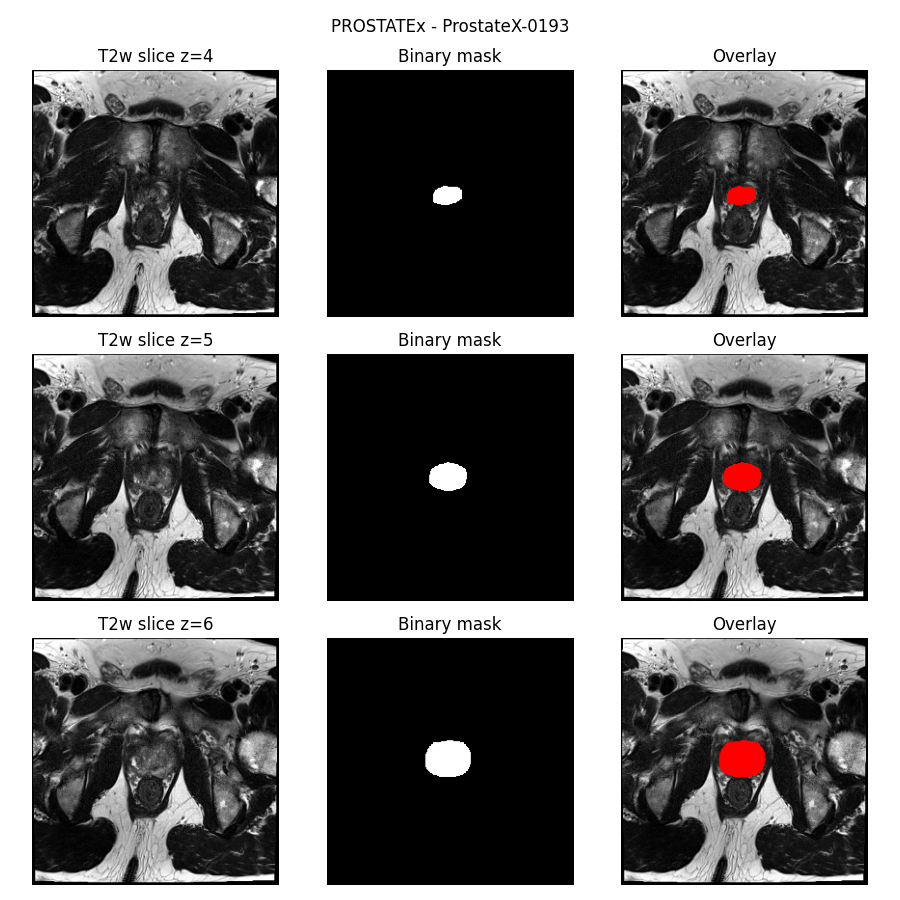 PROSTATEx - ProstateX-0193
T2w slice z=4
Binary mask
Overlay
T2w slice z=5
Binary mask
Overlay
T2w slice z=6
Binary mask
Overlay